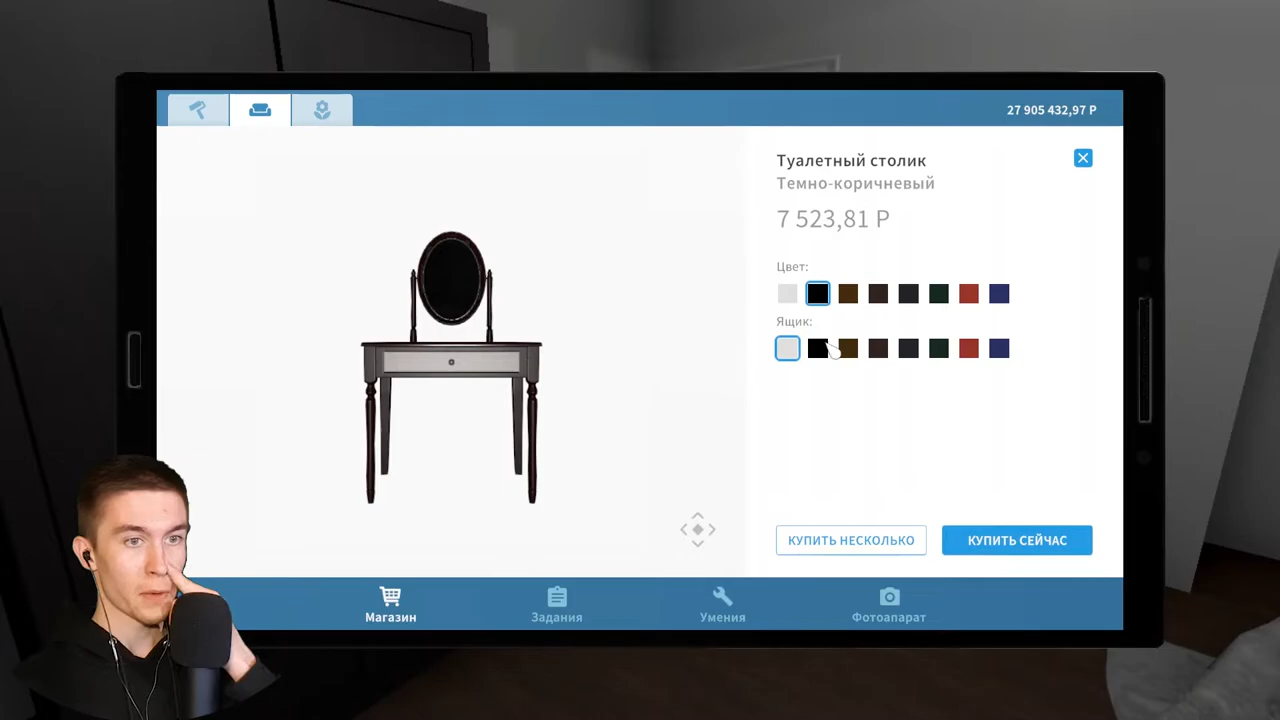 27 905 432,97 Р
Туалетный столик
Темно-коричневый
7 523,81 Р
Цвет:
Ящик:
КУПИТЬ НЕСКОЛЬКО
КУПИТЬ СЕЙЧАС
Магазин
Задания
Умения
Фотоапарат